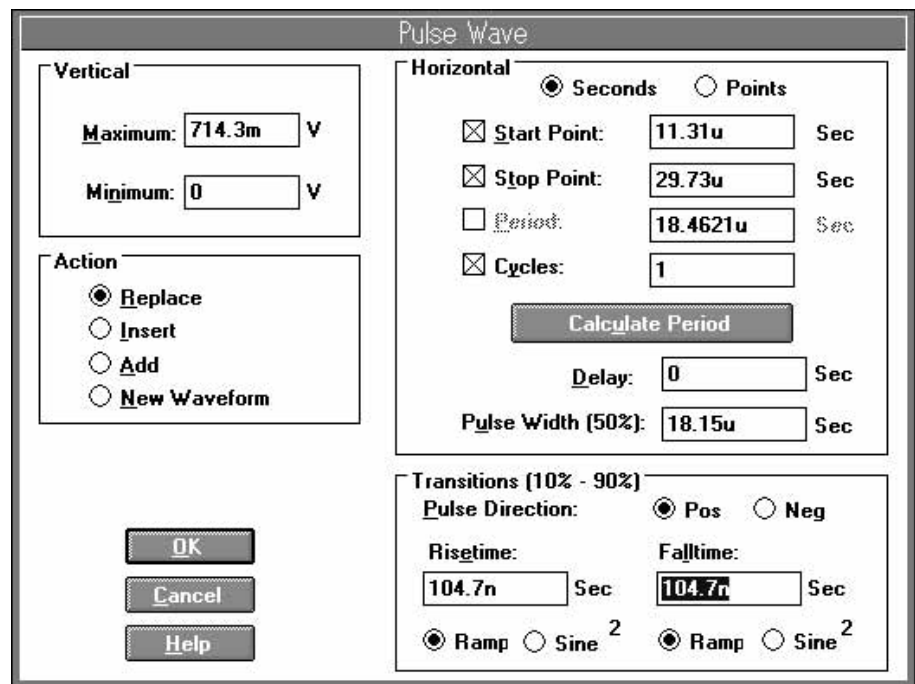 Pulse Wave
Vertical
Maximum: 714.3m V
Minimum: 0 V
Action
Replace
Insert
Add
New Waveform
OK
Cancel
Help
Horizontal
Seconds Points
Start Point: 11.31u Sec
Stop Point: 29.73u Sec
Period: 18.4621u Sec
Cycles: 1
Calculate Period
Delay: 0 Sec
Pulse Width (50%): 18.15u Sec
Transitions (10% - 90%)
Pulse Direction: Pos Neg
Risetime: Falltime:
104.7n Sec 104.7n Sec
Ramp Sine 2 Ramp Sine 2